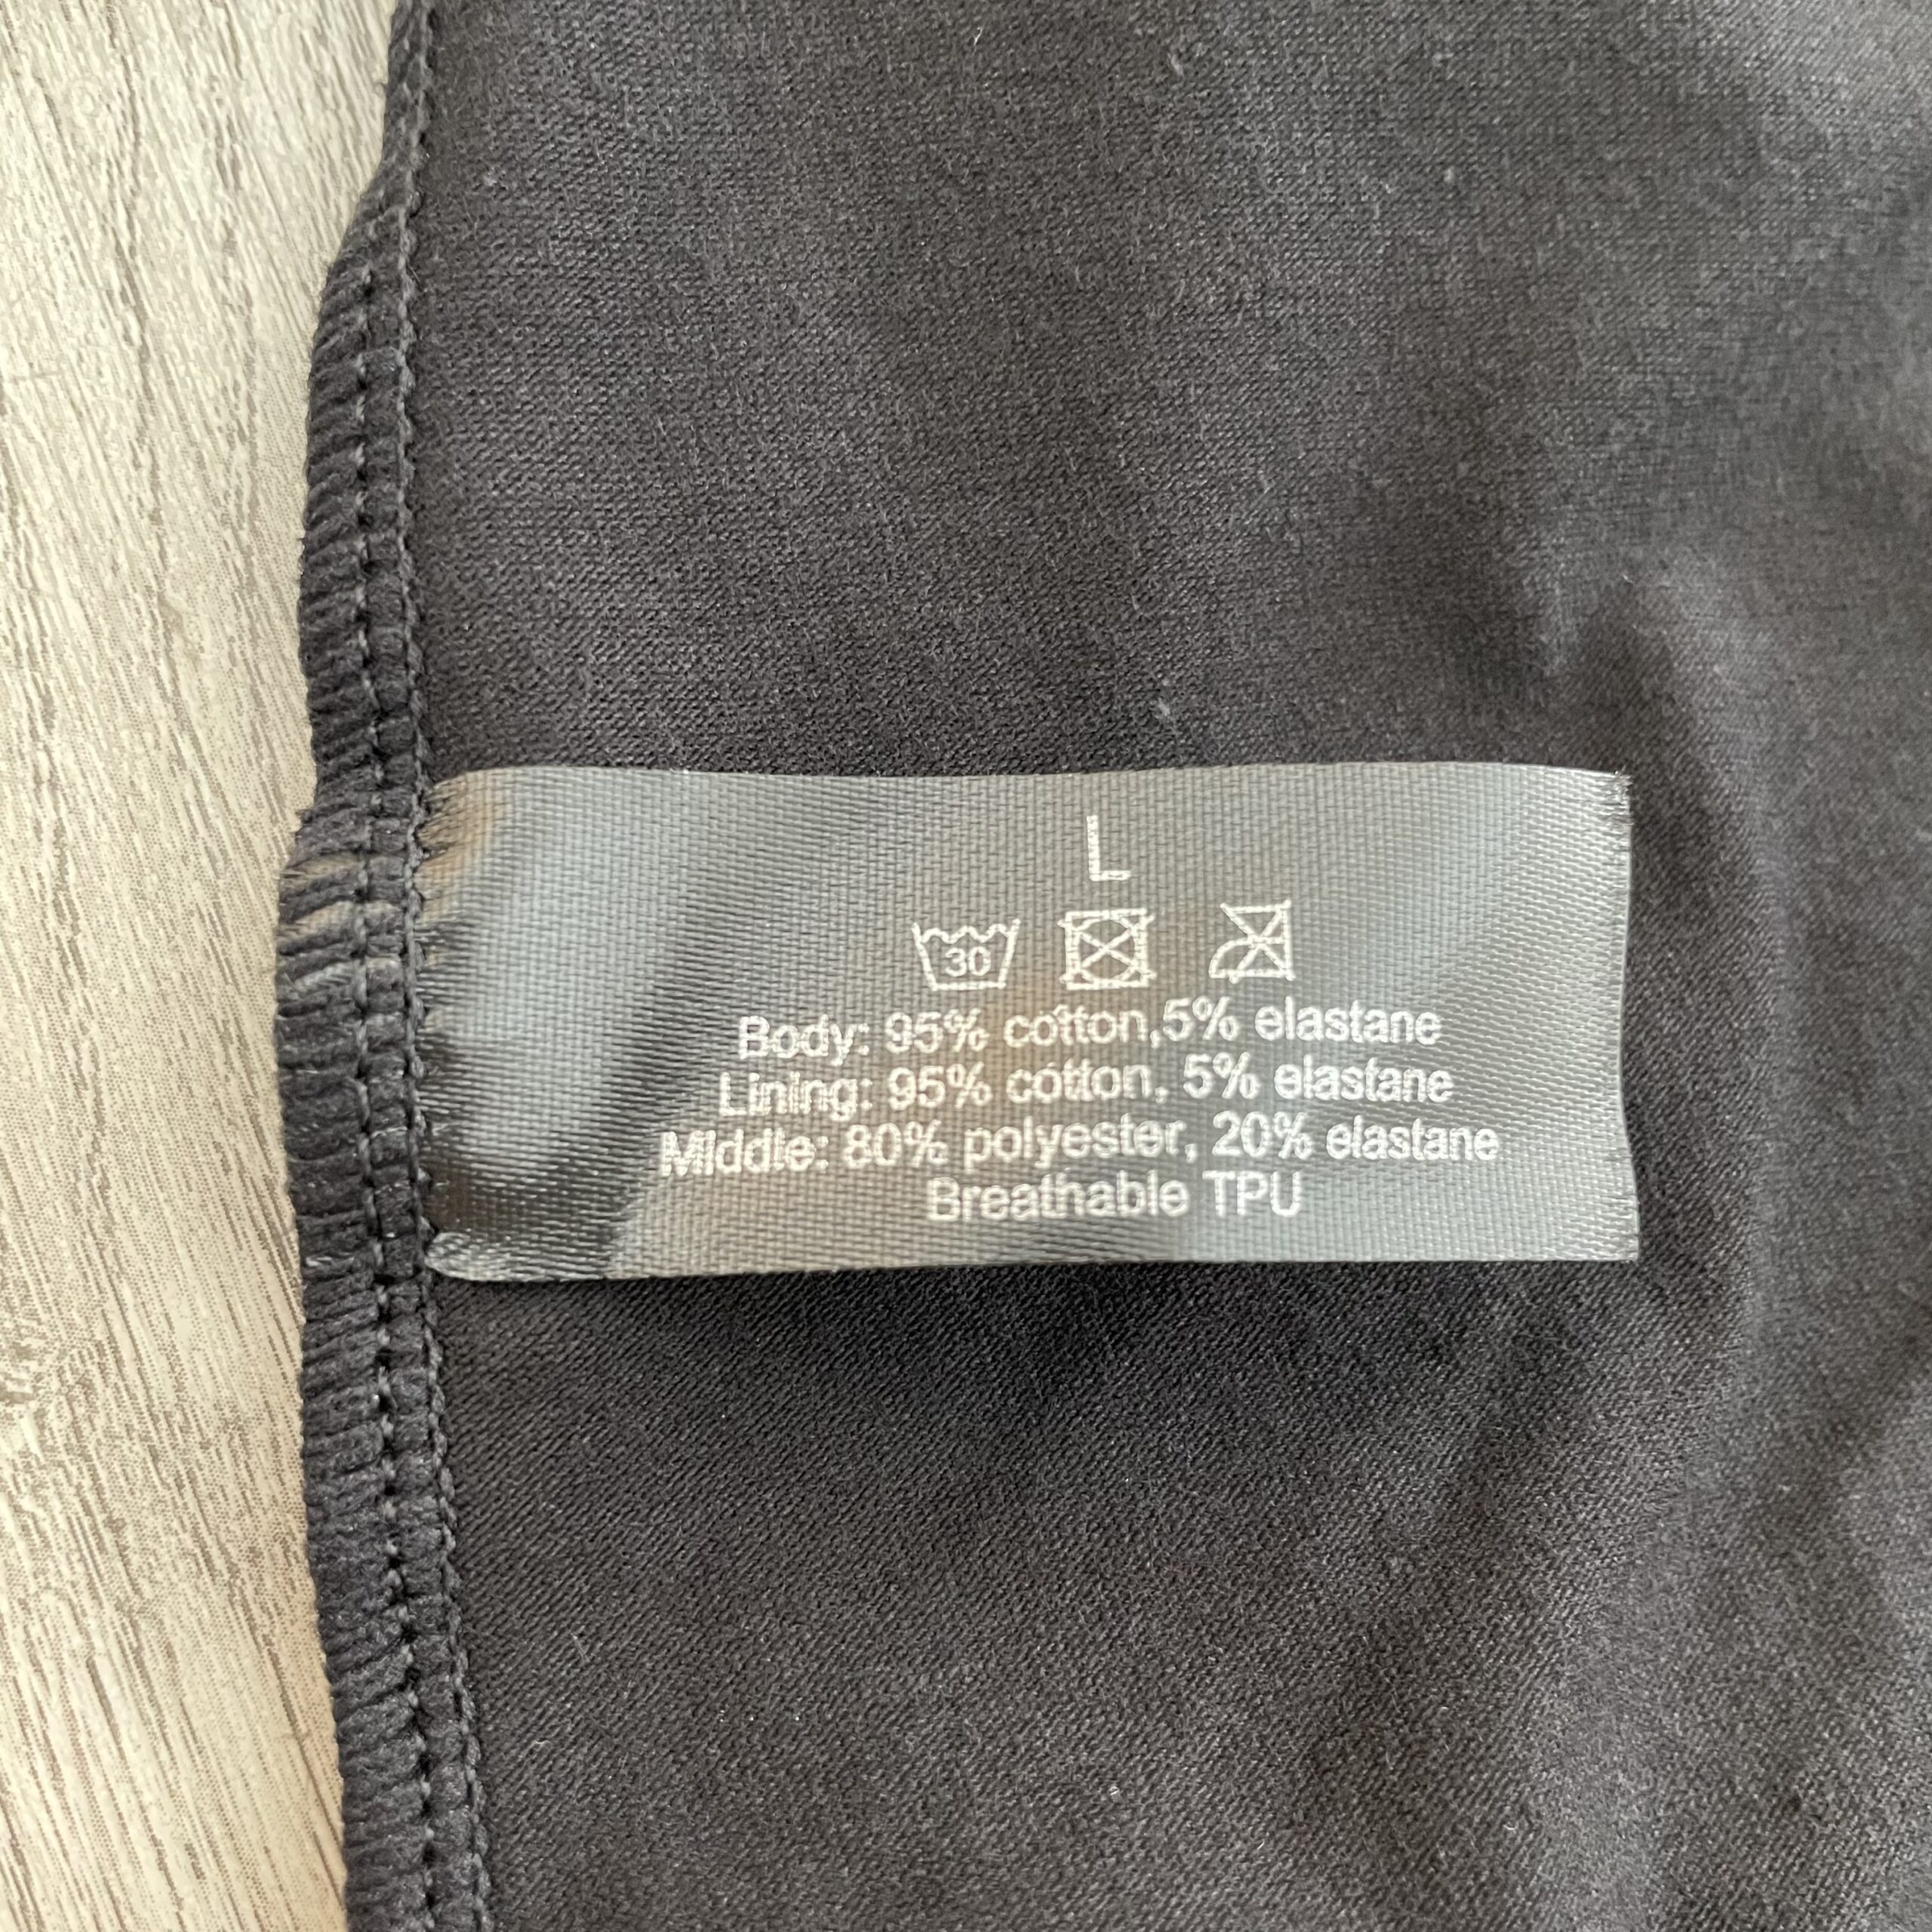 L
30
Body: 95% cotton,5% elastane
Lining: 95% cotton, 5% elastane
Middle: 80% polyester, 20% elastane
Breathable TPU